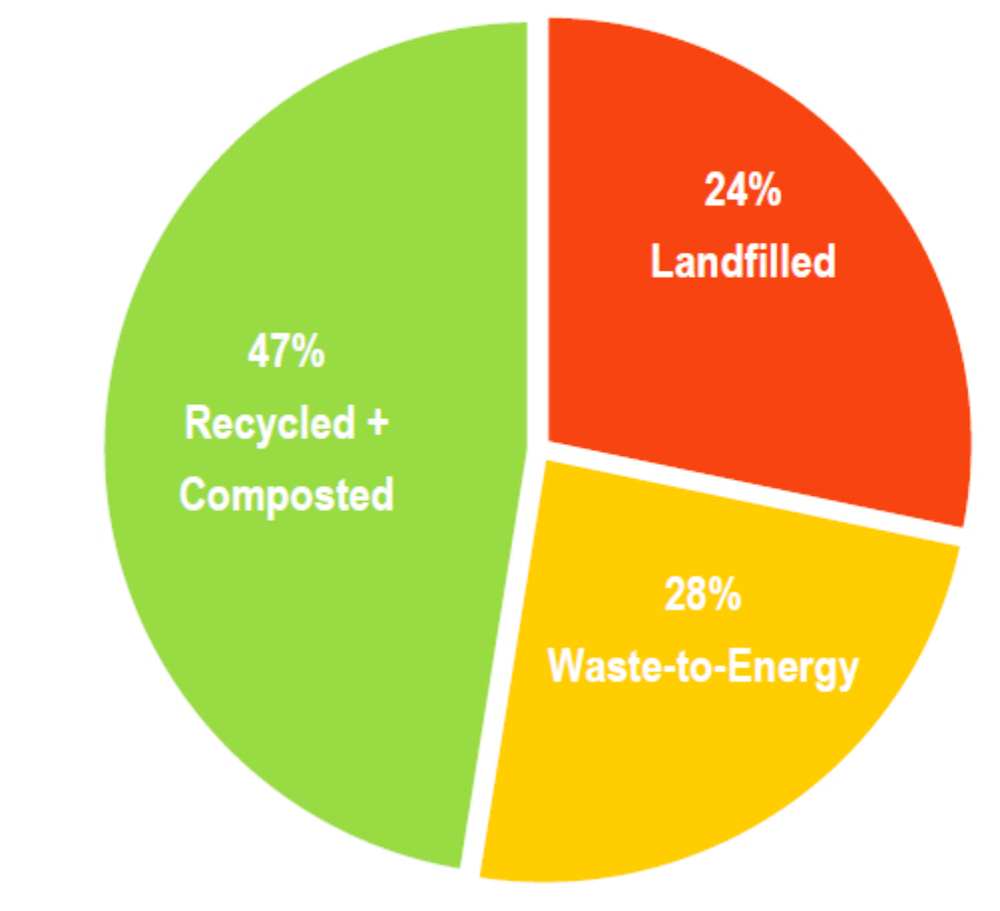 24%
Landfilled
47%
Recycled +
Composted
28%
Waste-to-Energy